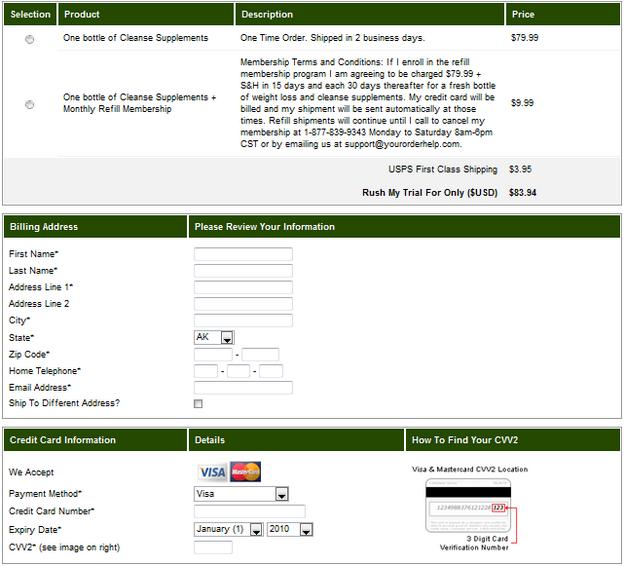 Selection Product Description Price
One bottle of Cleanse Supplements One Time Order. Shipped in 2 business days. $79.99
Membership Terms and Conditions: If I enroll in the refill
membership program I am agreeing to be charged $79.99 +
S&H in 15 days and each 30 days thereafter for a fresh bottle
of weight loss and cleanse supplements. My credit card will be
One bottle of Cleanse Supplements +
Monthly Refill Membership
billed and my shipment will be sent automatically at those
$9.99
times. Refill shipments will continue until I call to cancel my
membership at 1-877-839-9343 Monday to Saturday 8am-6pm
CST or by emailing us at support@yourorderhelp.com.
USPS First Class Shipping $3.95
Rush My Trial For Only ($USD) $83.94
Billing Address Please Review Your Information
First Name*
Last Name*
Address Line 1*
Address Line 2
City*
State* AK
Zip Code* -
Home Telephone* - -
Email Address*
Ship To Different Address?
Credit Card Information Details How To Find Your CVV2
We Accept VISA MasterCard Visa & Mastercard CVV2 Location
Payment Method* Visa
Credit Card Number*
Expiry Date* January (1) 2010
CVV2* (see image on right)
123
3 Digit Card
Verification Number